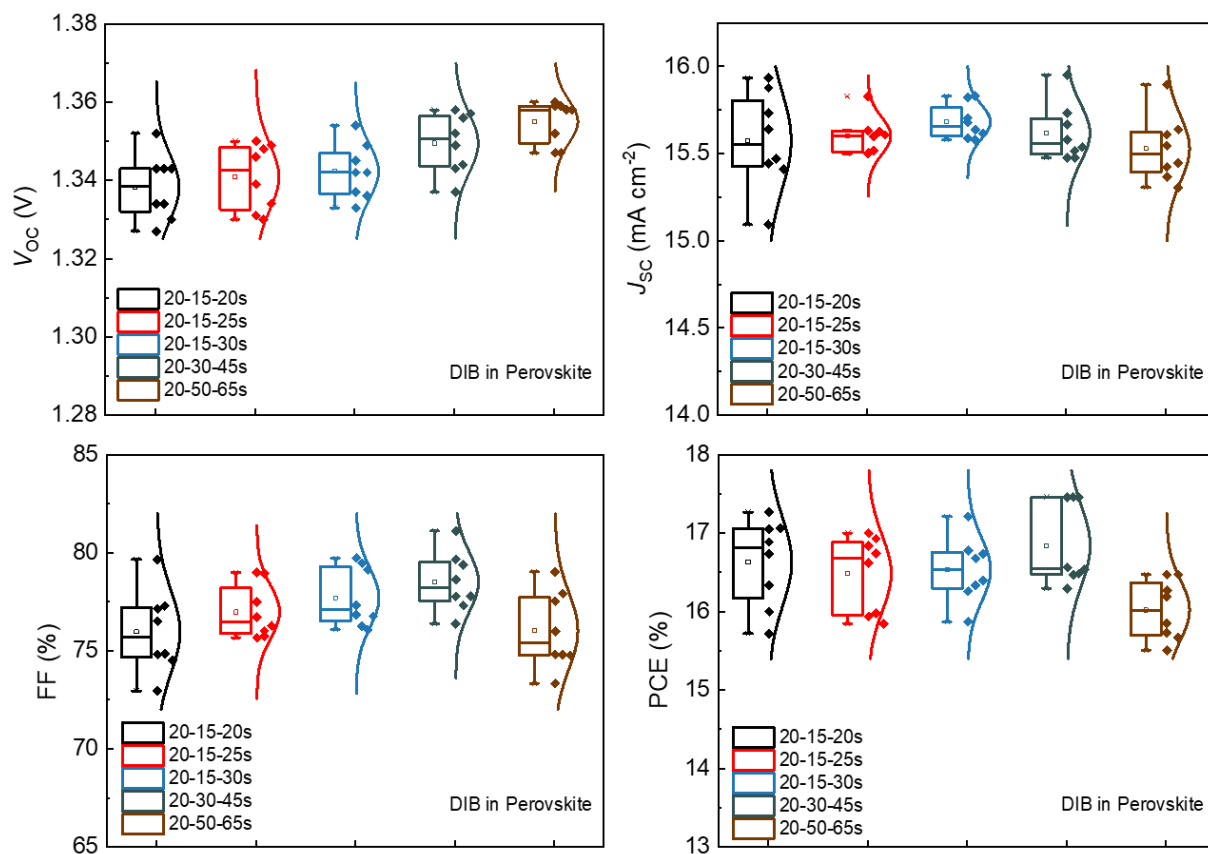 1.38
1.36
1.34
1.32
1.30
1.28
VOC (V)
20-15-20s
20-15-25s
20-15-30s
20-30-45s
20-50-65s
DIB in Perovskite
16.0
15.5
15.0
14.5
14.0
JSC (mA cm⁻²)
20-15-20s
20-15-25s
20-15-30s
20-30-45s
20-50-65s
DIB in Perovskite
85
80
75
70
65
FF (%)
20-15-20s
20-15-25s
20-15-30s
20-30-45s
20-50-65s
DIB in Perovskite
18
17
16
15
14
13
PCE (%)
20-15-20s
20-15-25s
20-15-30s
20-30-45s
20-50-65s
DIB in Perovskite